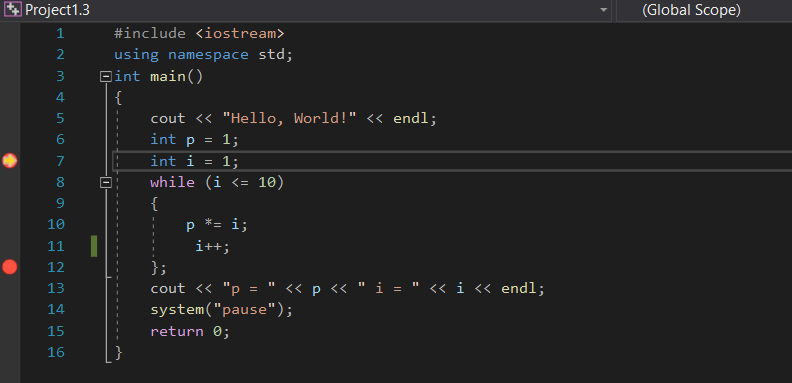 Project1.3 (Global Scope)
1 #include <iostream>
2 using namespace std;
3 int main()
4 {
5 cout << "Hello, World!" << endl;
6 int p = 1;
7 int i = 1;
8 while (i <= 10)
9 {
10 p *= i;
11 i++;
12 };
13 cout << "p = " << p << " i = " << i << endl;
14 system("pause");
15 return 0;
16 }